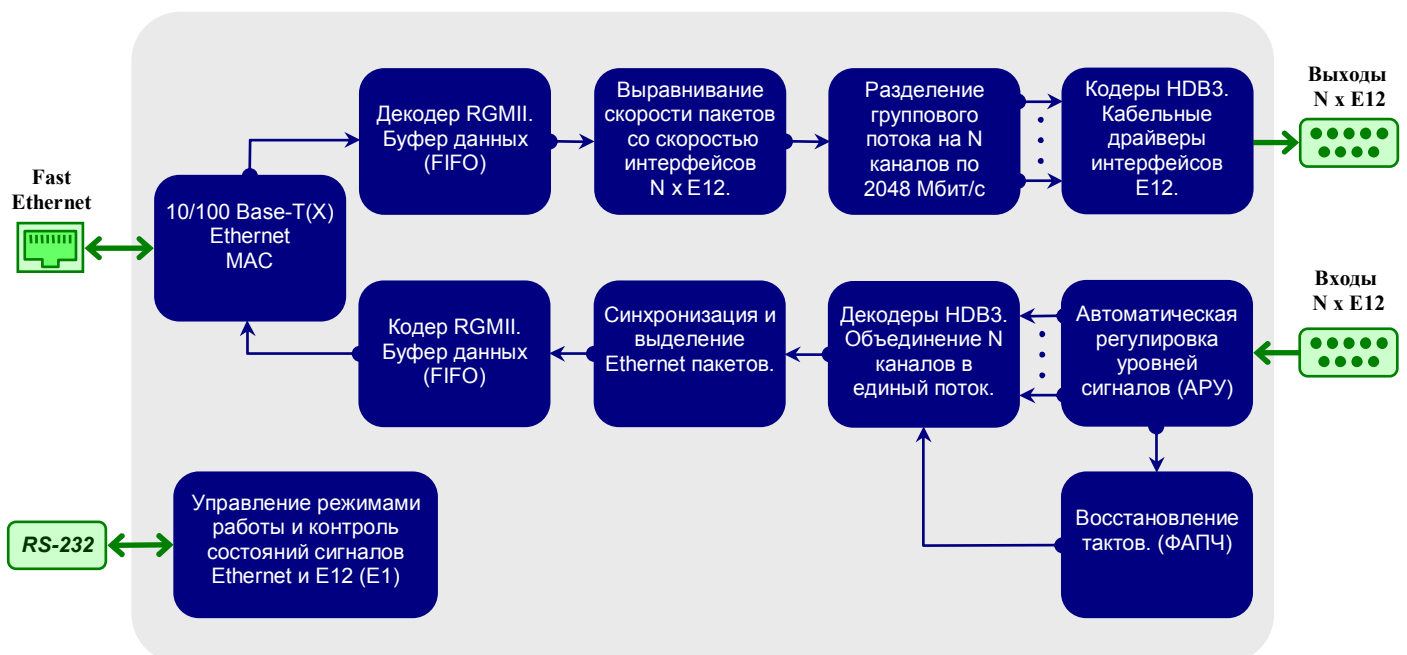 Fast
Ethernet
10/100 Base-T(X)
Ethernet
MAC
Декодер RGMII.
Буфер данных
(FIFO)
Выравнивание
скорости пакетов
со скоростью
интерфейсов
N x E12.
Разделение
группового
потока на N
каналов по
2048 Мбит/с
Кодеры HDB3.
Кабельные
драйверы
интерфейсов
E12.
Выходы
N x E12
Кодер RGMII.
Буфер данных
(FIFO)
Синхронизация и
выделение
Ethernet пакетов.
Декодеры HDB3.
Объединение N
каналов в
единый поток.
Автоматическая
регулировка
уровней
сигналов (АРУ)
Входы
N x E12
RS-232
Управление режимами
работы и контроль
состояний сигналов
Ethernet и E12 (E1)
Восстановление
тактов. (ФАПЧ)